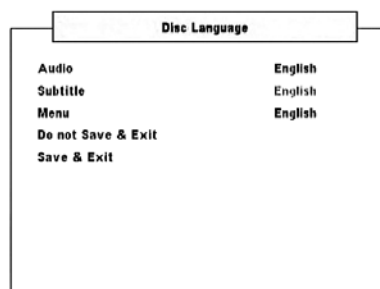 Disc Language
Audio English
Subtitle English
Menu English
Do not Save & Exit
Save & Exit